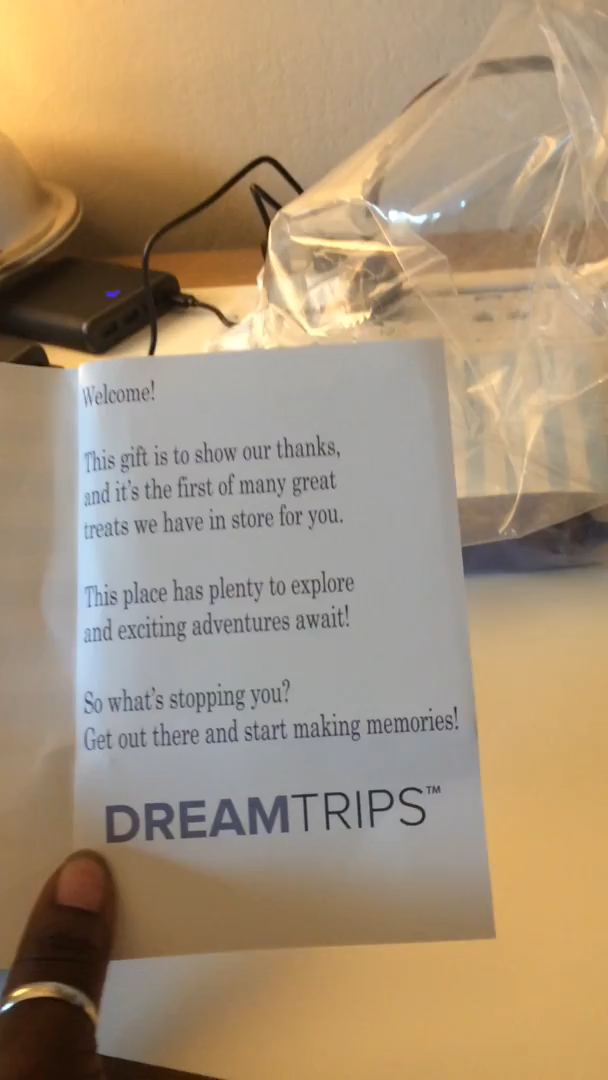 Welcome!
This gift is to show our thanks,
and it's the first of many great
treats we have in store for you.
This place has plenty to explore
and exciting adventures await!
So what's stopping you?
Get out there and start making memories!
DREAMTRIPS™